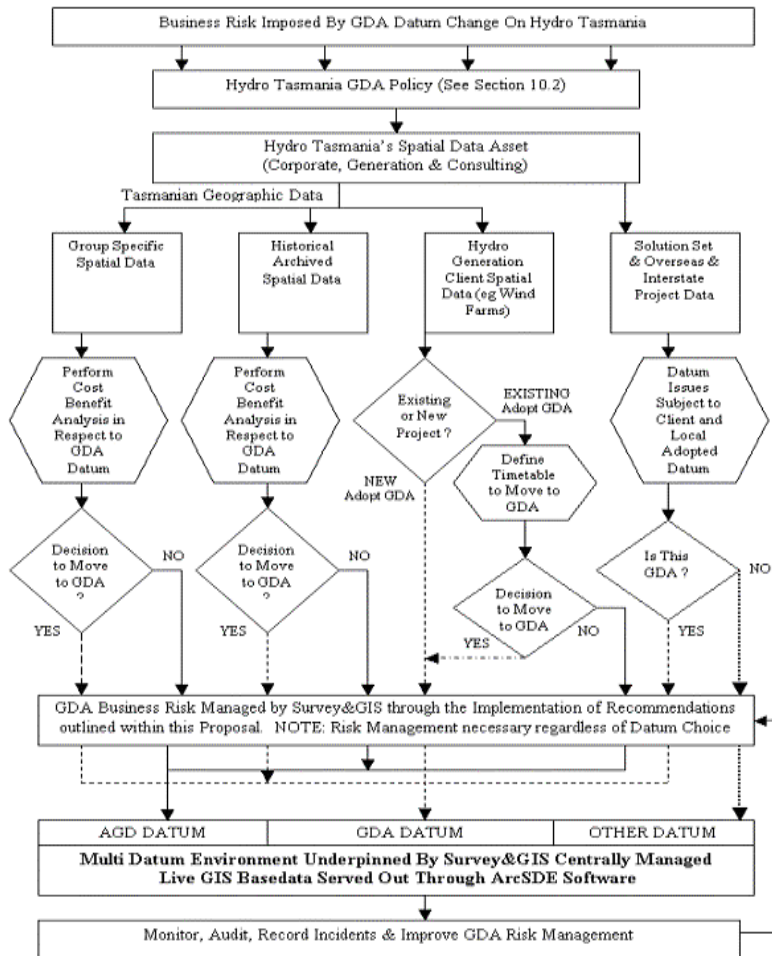 Business Risk Imposed By GDA Datum Change On Hydro Tasmania
Hydro Tasmania GDA Policy (See Section 10.2)
Hydro Tasmania's Spatial Data Asset
(Corporate, Generation & Consulting)
Tasmanian Geographic Data
Group Specific
Spatial Data
Historical
Archived
Spatial Data
Hydro
Generation
Client Spatial
Data (eg Wind
Farms)
Solution Set
& Overseas &
Interstate
Project Data
Perform
Cost
Benefit
Analysis in
Respect to
GDA
Datum
Perform
Cost
Benefit
Analysis in
Respect to
GDA
Datum
Existing
or New
Project ?
EXISTING
Adopt GDA
NEW
Adopt GDA
Define
Timetable
to Move to
GDA
Datum
Issues
Subject to
Client and
Local
Adopted
Datum
Decision
to Move
to GDA
?
NO
YES
Decision
to Move
to GDA ?
?
NO
YES
Decision
to Move
to GDA
YES
NO
Is This
GDA ?
NO
YES
GDA Business Risk Managed by Survey&GIS through the Implementation of Recommendations
outlined within this Proposal. NOTE: Risk Management necessary regardless of Datum Choice
AGD DATUM
GDA DATUM
OTHER DATUM
Multi Datum Environment Underpinned By Survey&GIS Centrally Managed
Live GIS Basedata Served Out Through ArcSDE Software
Monitor, Audit, Record Incidents & Improve GDA Risk Management